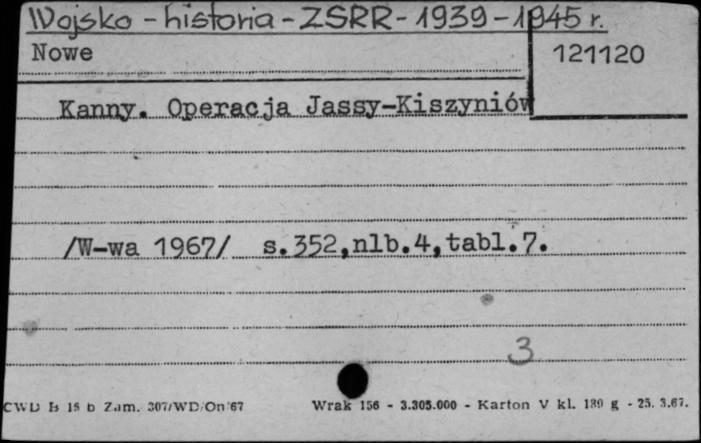 Wojsko - historia - ZSRR - 1939 - 1945 r.
Nowe
121120
Kanny. Operacja Jassy-Kiszyniów
/W-wa 1967/ s.352,nlb.4,tabl.7.
3
CWD B 15 b Zam. 307/WD/On/67 Wrak 156 - 3.305.000 - Karton V kl. 180 g - 25. 3.67.